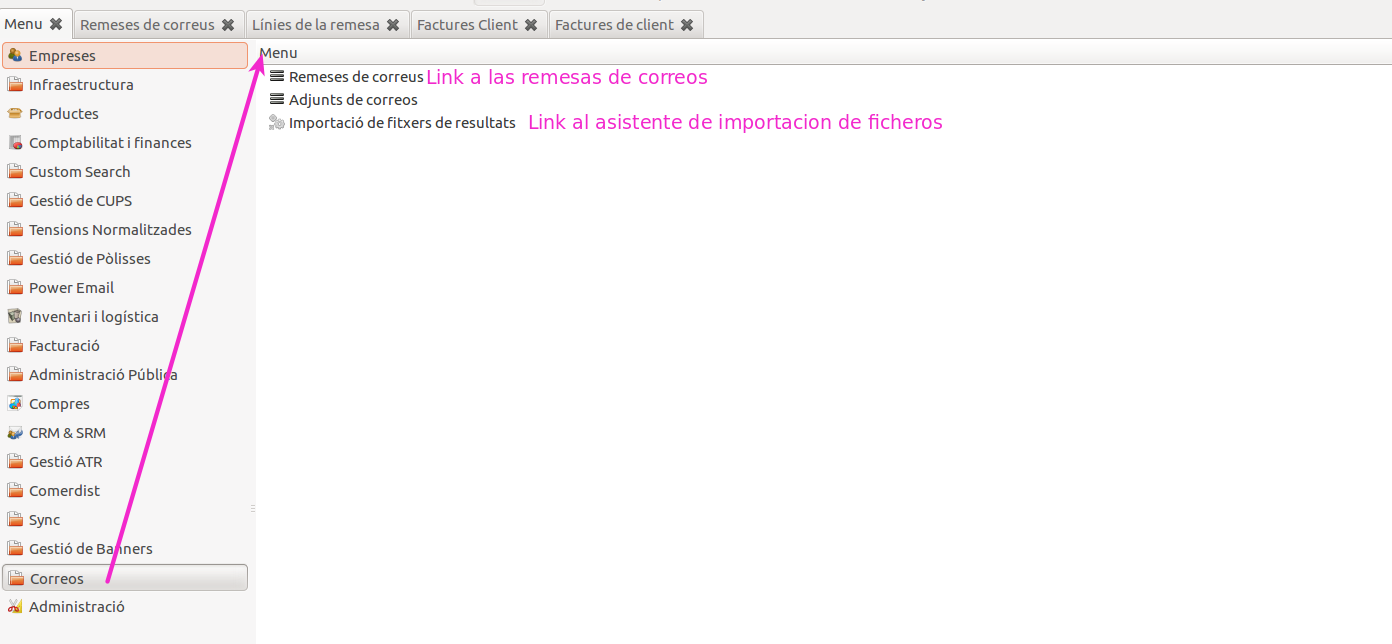 Menu Remeses de correus Línies de la remesa Factures Client Factures de client
Empreses
Infraestructura
Productes
Comptabilitat i finances
Custom Search
Gestió de CUPS
Tensions Normalitzades
Gestió de Pòlisses
Power Email
Inventari i logística
Facturació
Administració Pública
Compres
CRM & SRM
Gestió ATR
Comerdist
Sync
Gestió de Banners
Correos
Administració
Menu
Remeses de correus Link a las remesas de correos
Adjunts de correos
Importació de fitxers de resultats Link al asistente de importacion de ficheros